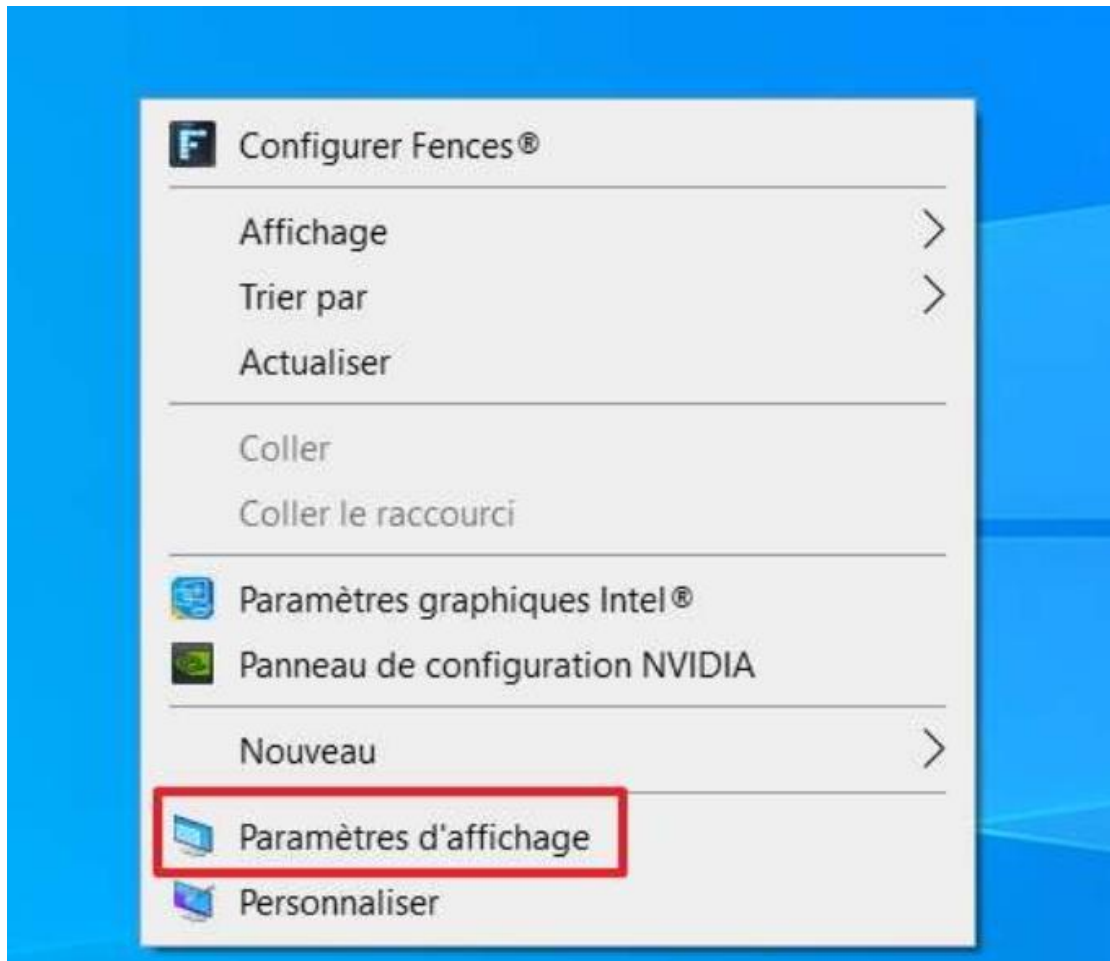 Configurer Fences®
Affichage
Trier par
Actualiser
Coller
Coller le raccourci
Paramètres graphiques Intel®
Panneau de configuration NVIDIA
Nouveau
Paramètres d'affichage
Personnaliser